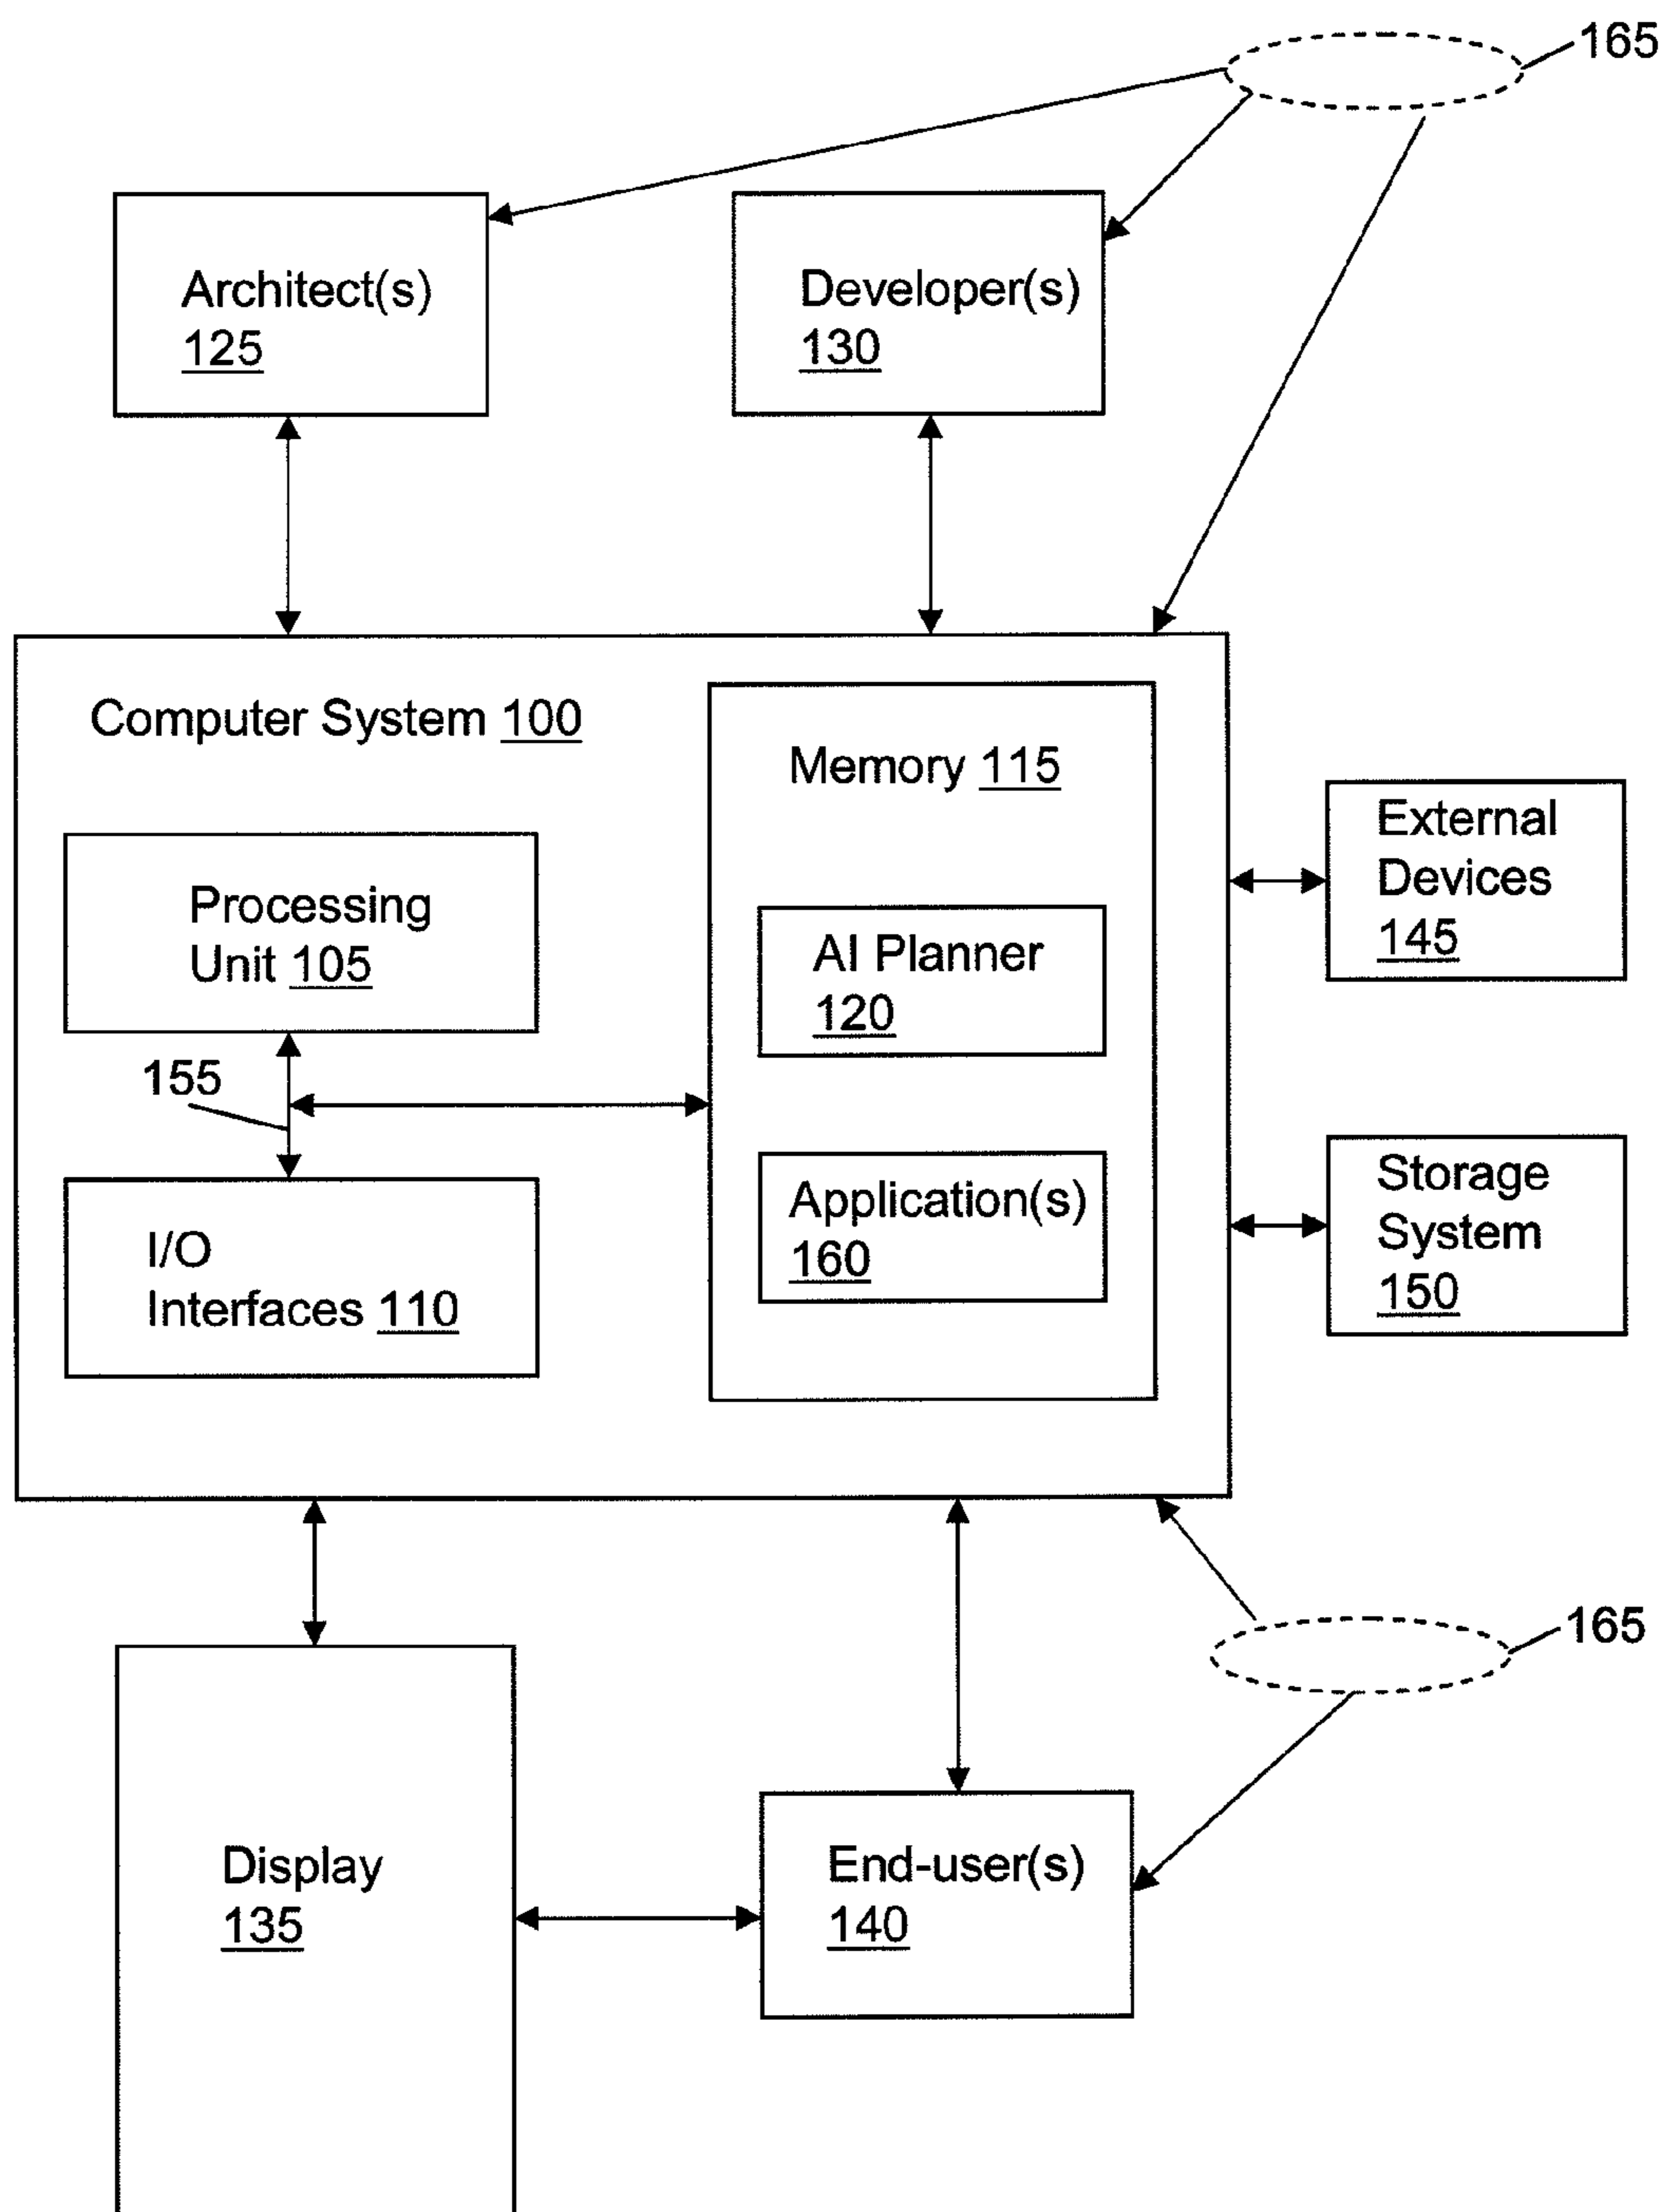 165
Architect(s)
125
Developer(s)
130
Computer System 100
Memory 115
Processing
Unit 105
AI Planner
120
155
Application(s)
160
I/O
Interfaces 110
External
Devices
145
Storage
System
150
165
Display
135
End-user(s)
140